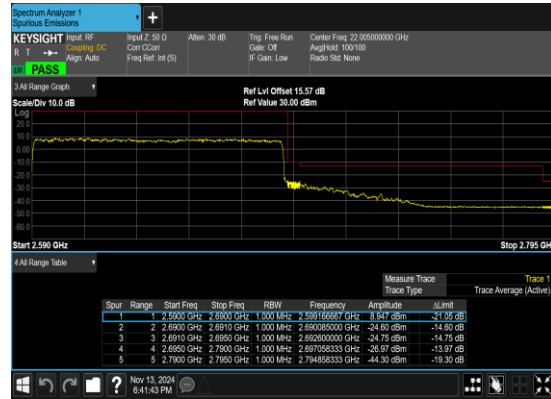 Spectrum Analyzer 1
Spurious Emissions
KEYSIGHT Input: RF Input Z: 50 Ω Atten: 30 dB Trig: Free Run Center Freq: 22.005000000 GHz
R T Coupling: DC Corr CCorr Gate: Off Avg|Hold: 100/100
Align: Auto Freq Ref: Int (S) IF Gain: Low Radio Std: None
PASS
3 All Range Graph
Ref Lvl Offset 15.57 dB
Scale/Div 10.0 dB Ref Value 30.00 dBm
Log
20.0
10.0
0.00
-10.0
-20.0
-30.0
-40.0
-50.0
-60.0
Start 2.590 GHz Stop 2.795 GH
4 All Range Table
Measure Trace Trace 1
Trace Type Trace Average (Active)
Spur Range Start Freq Stop Freq RBW Frequency Amplitude ΔLimit
1 1 2.5900 GHz 2.6900 GHz 1.000 MHz 2.599166667 GHz 8.947 dBm -21.05 dB
2 2 2.6900 GHz 2.6910 GHz 1.000 MHz 2.690085000 GHz -24.60 dBm -14.60 dB
3 3 2.6910 GHz 2.6950 GHz 1.000 MHz 2.692600000 GHz -24.75 dBm -14.75 dB
4 4 2.6950 GHz 2.7900 GHz 1.000 MHz 2.697058333 GHz -26.97 dBm -13.97 dB
5 5 2.7900 GHz 2.7950 GHz 1.000 MHz 2.794858333 GHz -44.30 dBm -19.30 dB
Nov 13, 2024
6:41:43 PM